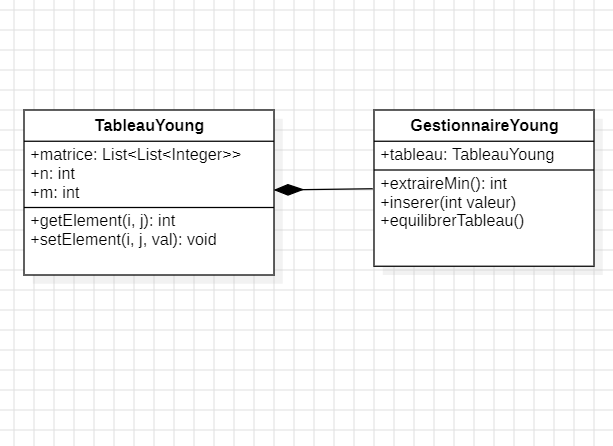 TableauYoung
+matrice: List<List<Integer>>
+n: int
+m: int
+getElement(i, j): int
+setElement(i, j, val): void
GestionnaireYoung
+tableau: TableauYoung
+extraireMin(): int
+inserer(int valeur)
+equilibrerTableau()